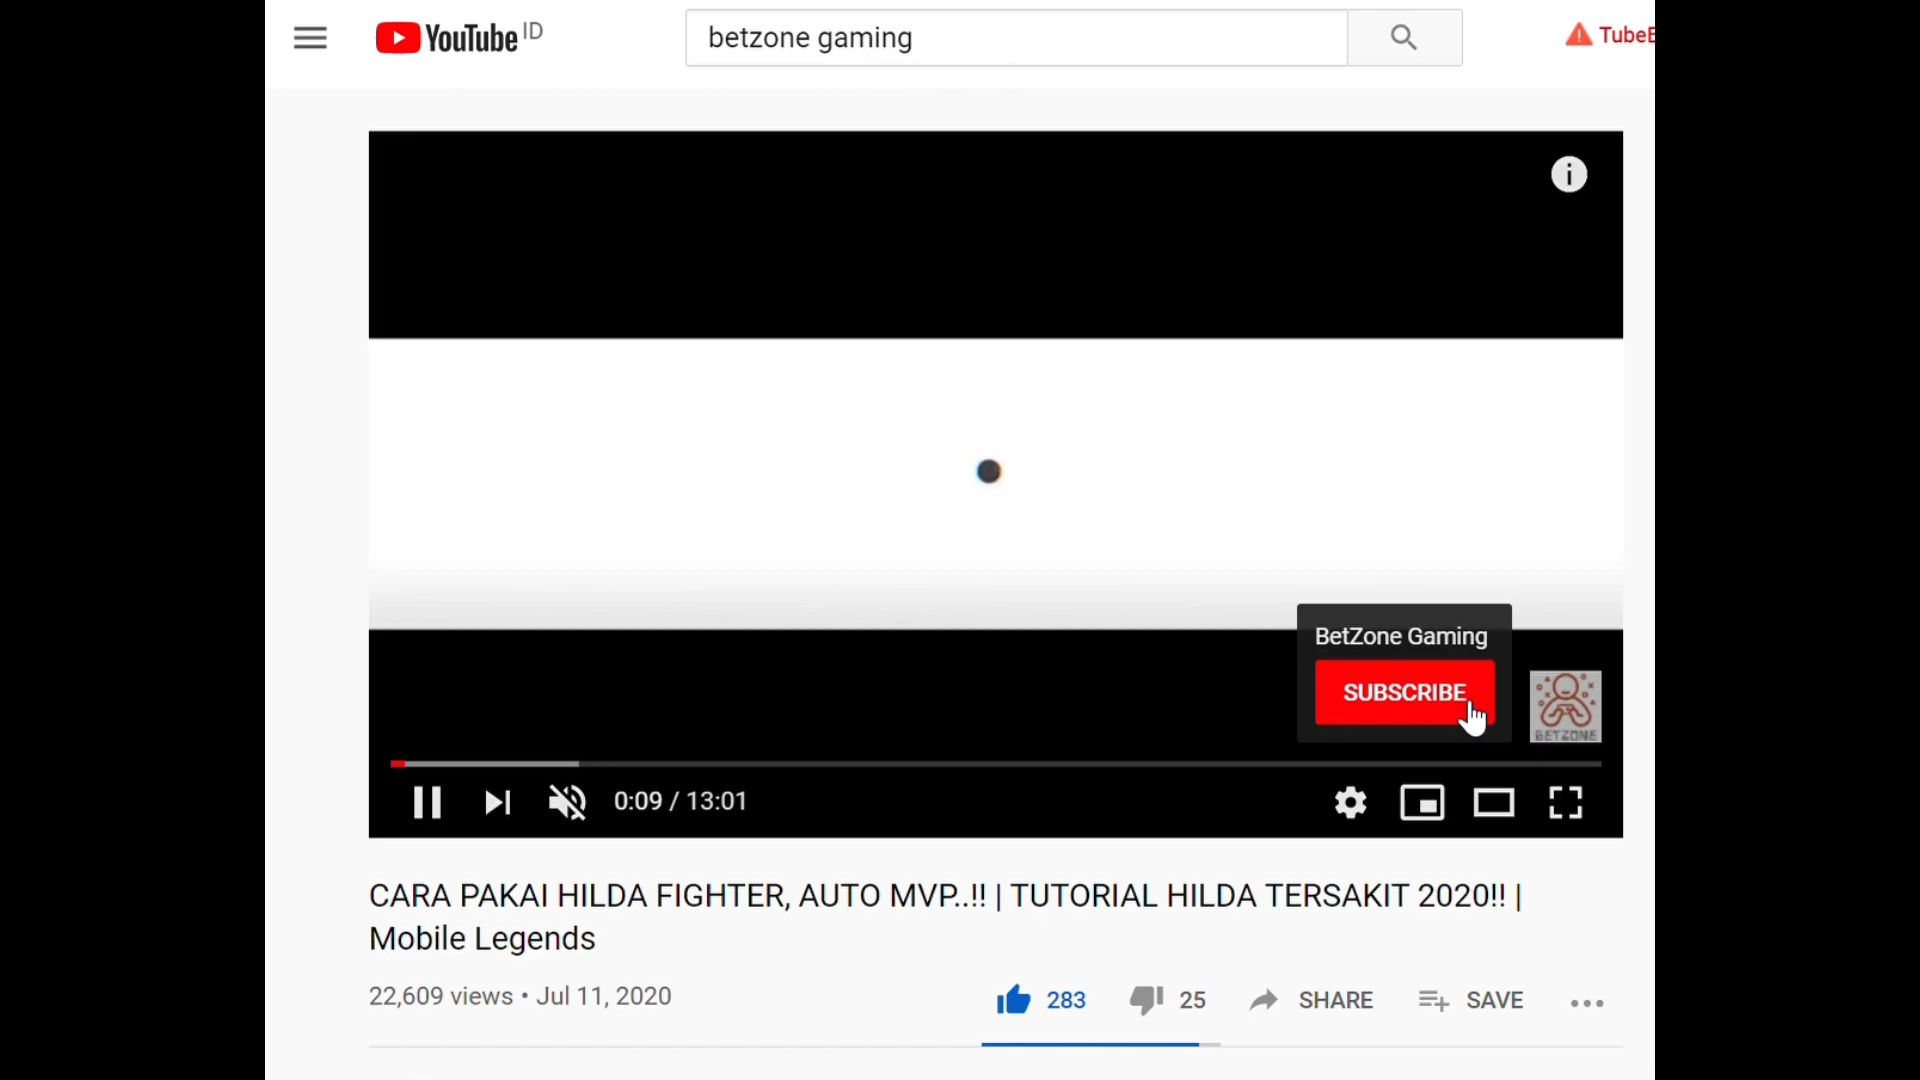 YouTube ID
betzone gaming
TubeB
BetZone Gaming
SUBSCRIBE
BETZONE
0:09 / 13:01
CARA PAKAI HILDA FIGHTER, AUTO MVP..!! | TUTORIAL HILDA TERSAKIT 2020!! |
Mobile Legends
22,609 views • Jul 11, 2020
283
25
SHARE
SAVE